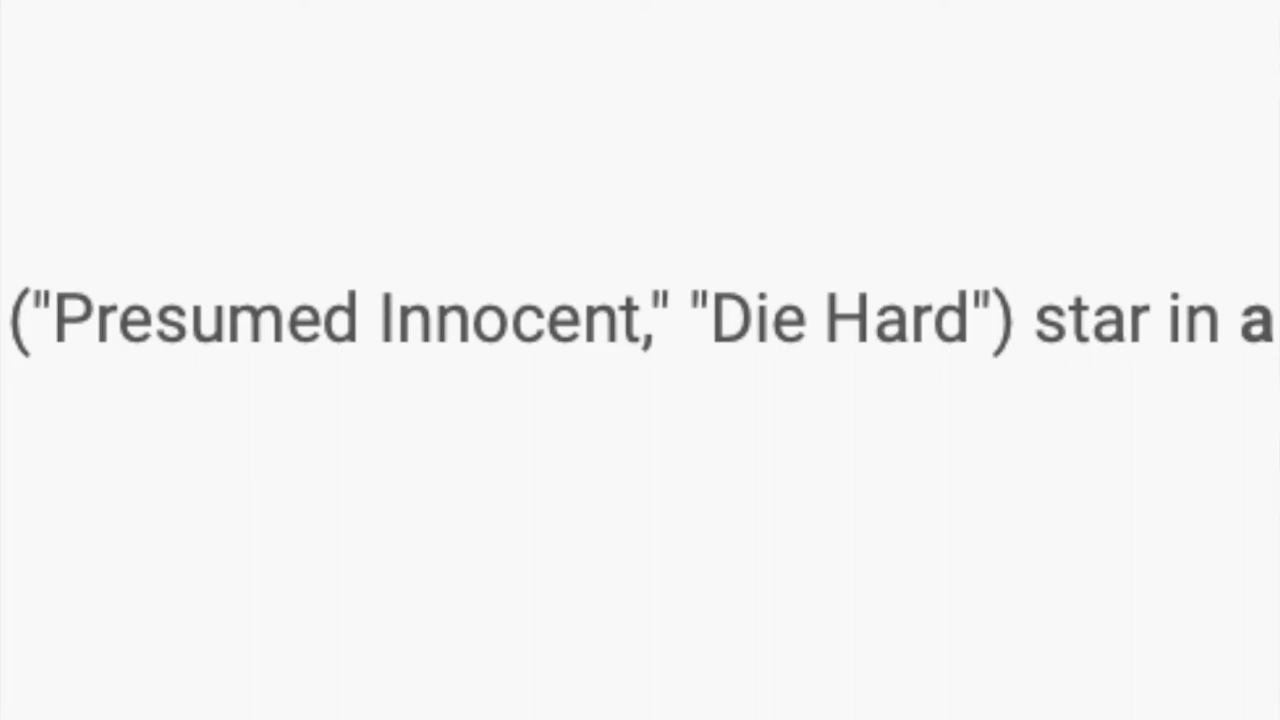 ("Presumed Innocent," "Die Hard") star in a